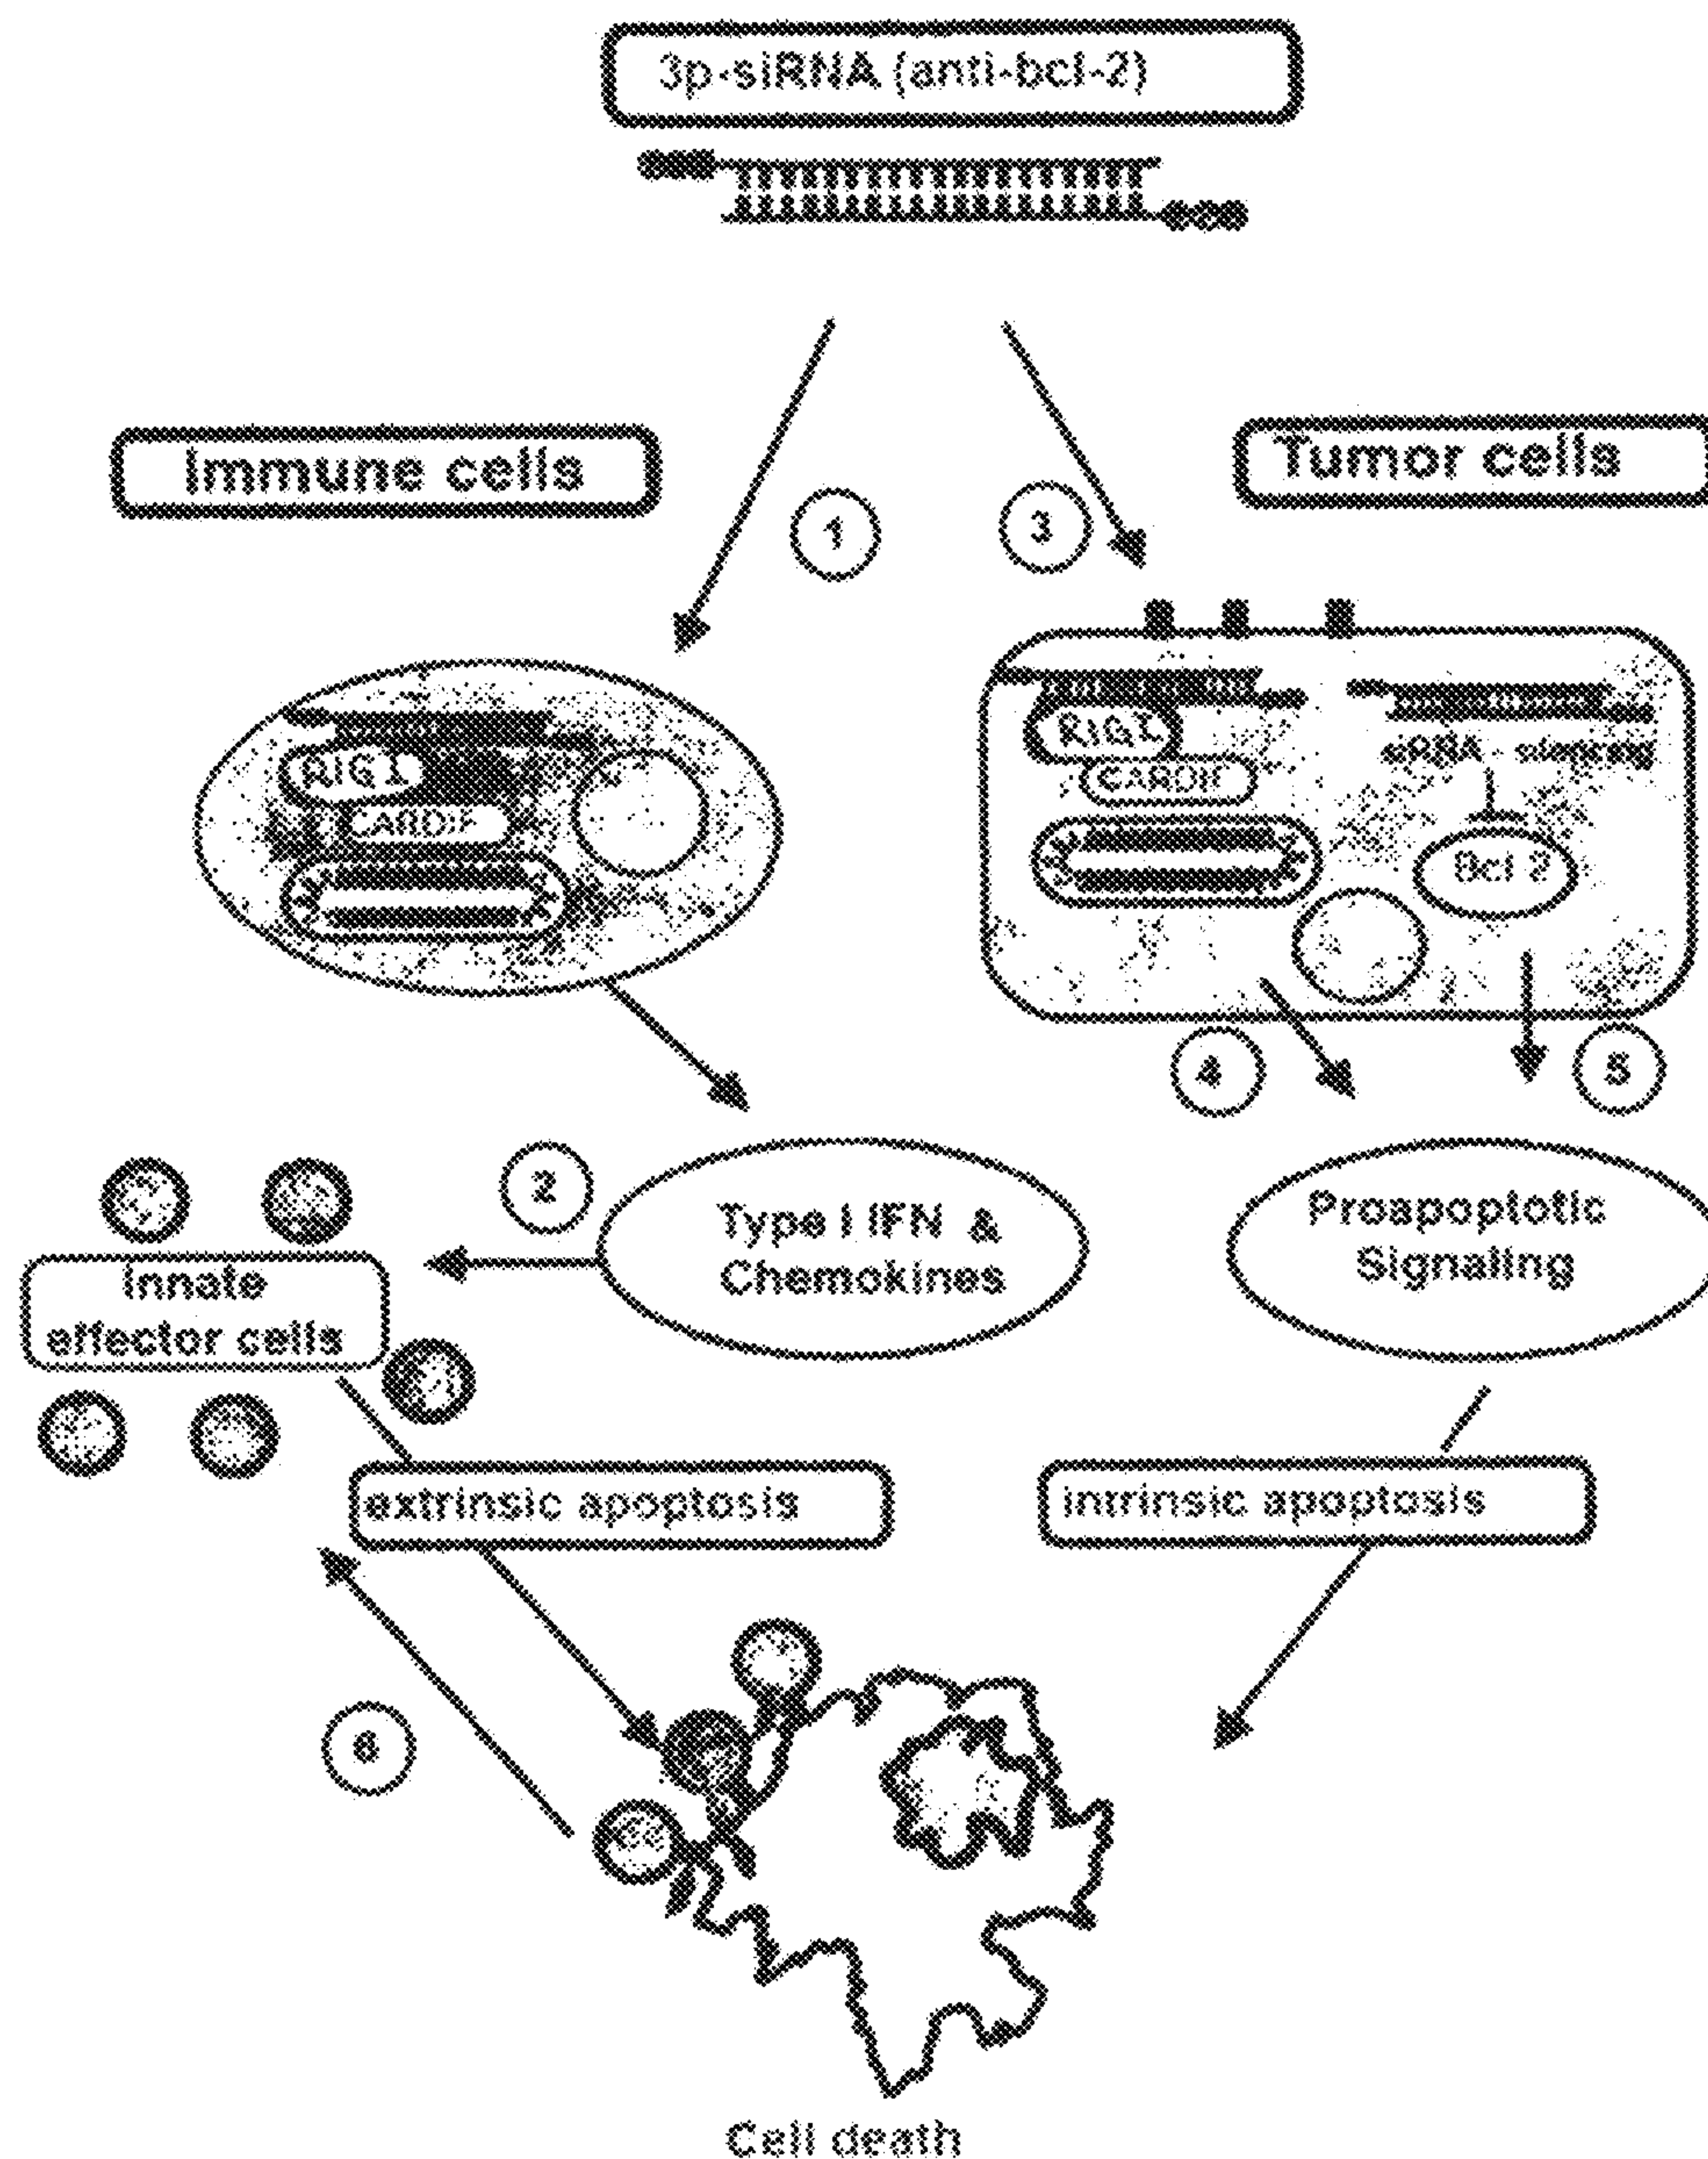 3p-siRNA (anti-bcl-2)
Immune cells
Tumor cells
1
3
RIG I
CARDIF
RIG I
CARDIF
siRNA - silencing
Bcl 2
4
5
2
Type I IFN &
Chemokines
Proapoptotic
Signaling
Innate
effector cells
extrinsic apoptosis
intrinsic apoptosis
6
Cell death